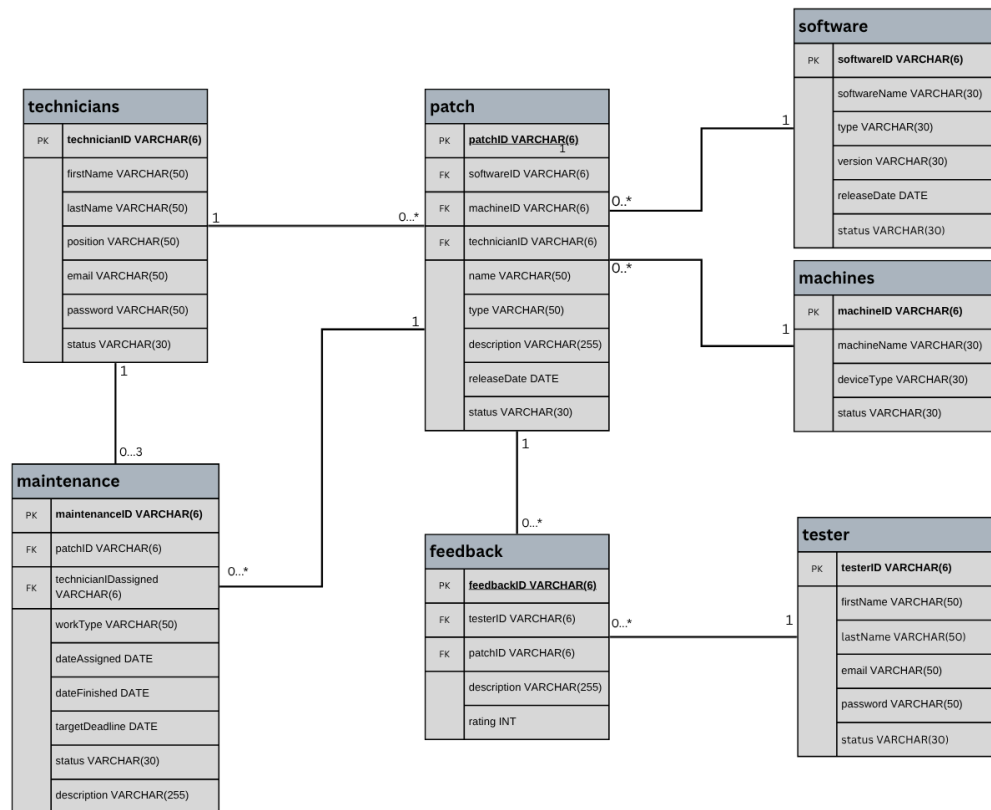 software
PK softwareID VARCHAR(6)
softwareName VARCHAR(30)
type VARCHAR(30)
version VARCHAR(30)
releaseDate DATE
status VARCHAR(30)
technicians
PK technicianID VARCHAR(6)
firstName VARCHAR(50)
lastName VARCHAR(50)
position VARCHAR(50)
email VARCHAR(50)
password VARCHAR(50)
status VARCHAR(30)
patch
PK patchID VARCHAR(6)
1
FK softwareID VARCHAR(6)
FK machineID VARCHAR(6)
FK technicianID VARCHAR(6)
name VARCHAR(50)
type VARCHAR(50)
description VARCHAR(255)
releaseDate DATE
status VARCHAR(30)
1
0...*
0..*
1
0..*
1
machines
PK machineID VARCHAR(6)
machineName VARCHAR(30)
deviceType VARCHAR(30)
status VARCHAR(30)
1
0...3
1
0...*
1
0...*
maintenance
PK maintenanceID VARCHAR(6)
FK patchID VARCHAR(6)
FK technicianIDassigned
VARCHAR(6)
workType VARCHAR(50)
dateAssigned DATE
dateFinished DATE
targetDeadline DATE
status VARCHAR(30)
description VARCHAR(255)
feedback
PK feedbackID VARCHAR(6)
FK testerID VARCHAR(6)
FK patchID VARCHAR(6)
description VARCHAR(255)
rating INT
0...*
1
tester
PK testerID VARCHAR(6)
firstName VARCHAR(50)
lastName VARCHAR(50)
email VARCHAR(50)
password VARCHAR(50)
status VARCHAR(30)